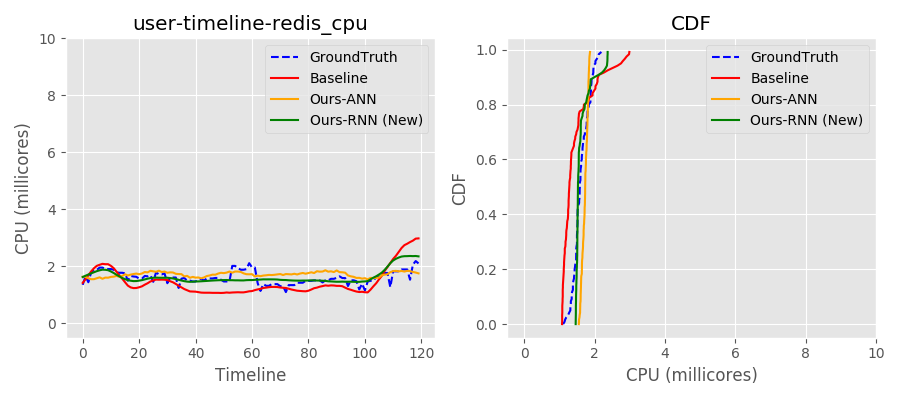 user-timeline-redis_cpu
CPU (millicores)
10
8
6
4
2
0
GroundTruth
Baseline
Ours-ANN
Ours-RNN (New)
0 20 40 60 80 100 120
Timeline
CDF
CDF
1.0
0.8
0.6
0.4
0.2
0.0
GroundTruth
Baseline
Ours-ANN
Ours-RNN (New)
0 2 4 6 8 10
CPU (millicores)